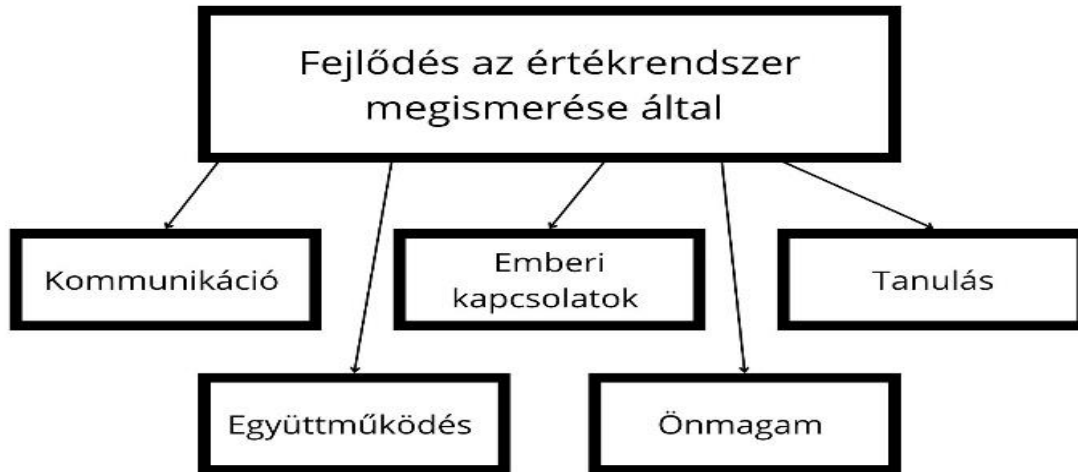 Fejlődés az értékrendszer
megismerése által
Kommunikáció
Emberi
kapcsolatok
Tanulás
Együttműködés
Önmagam